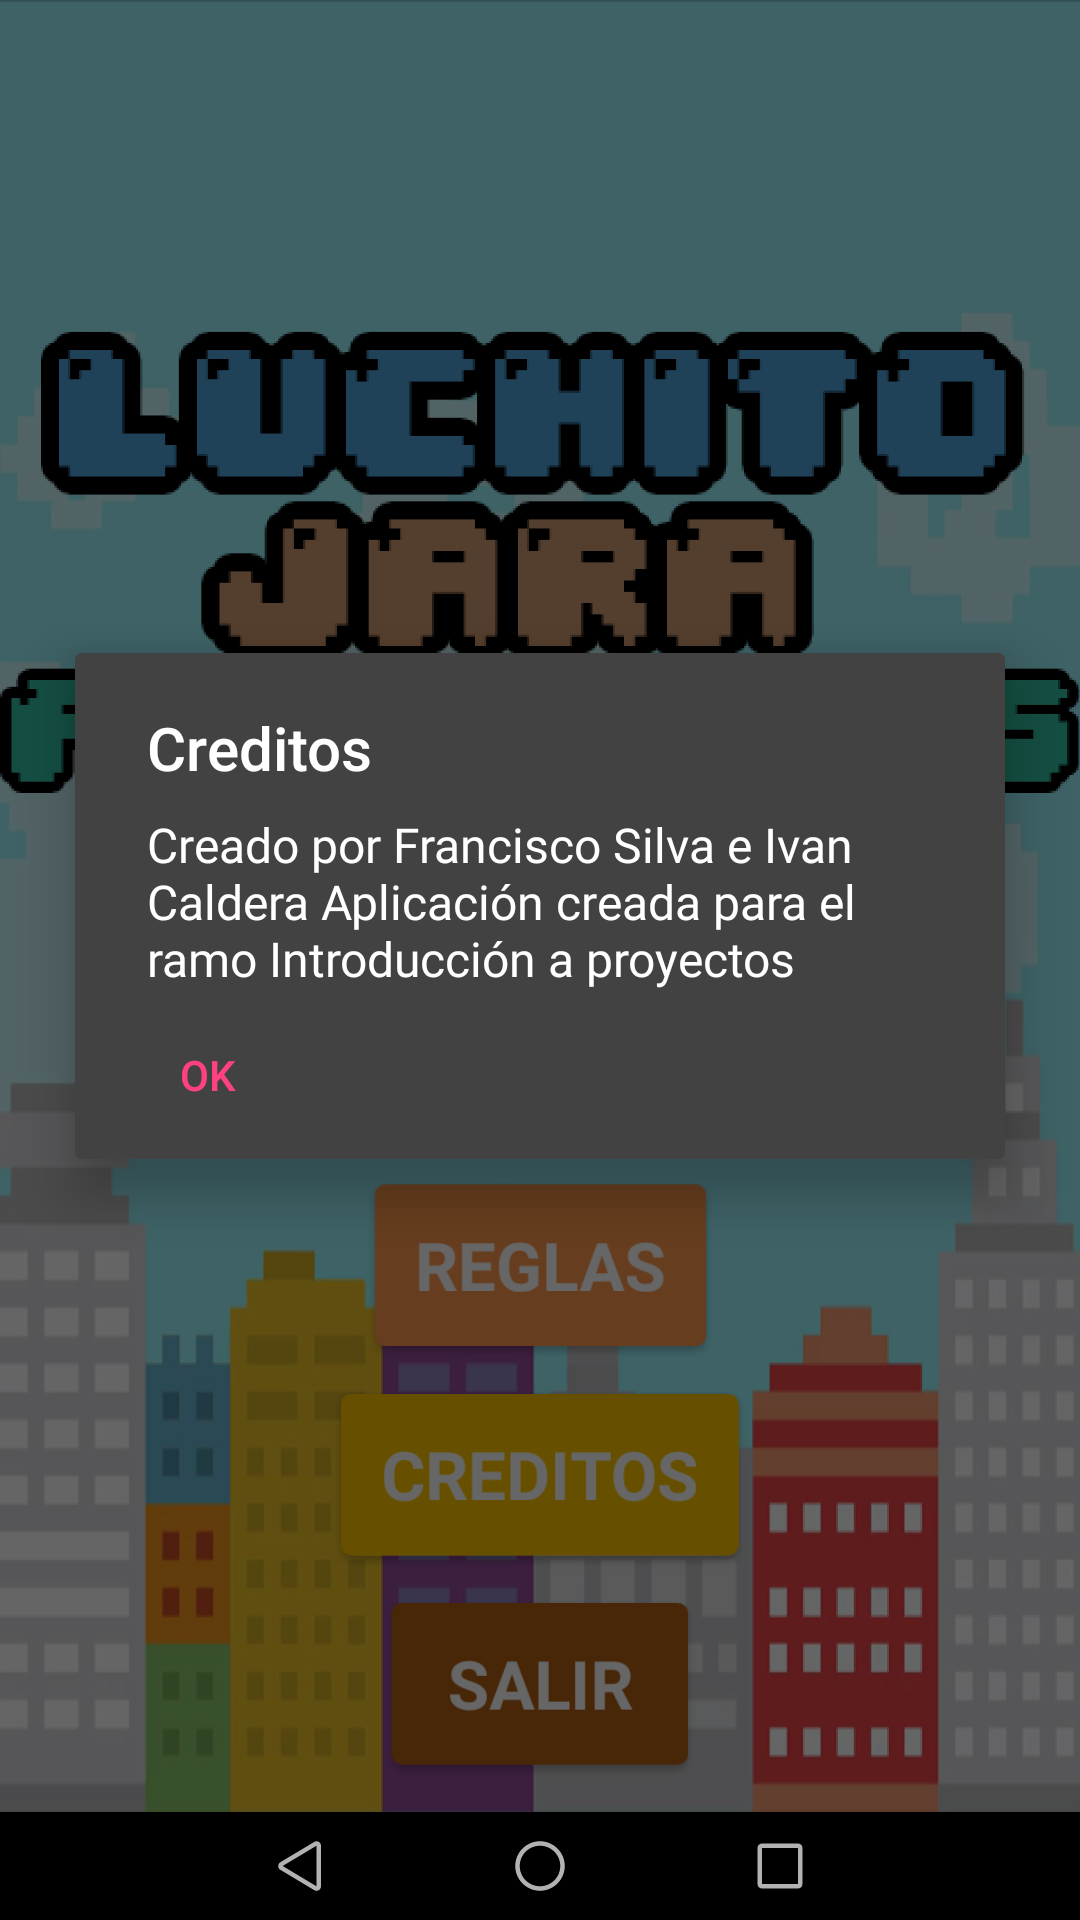 LUCHITO
JARA
Creditos
Creado por Francisco Silva e Ivan
Caldera Aplicación creada para el
ramo Introducción a proyectos
OK
REGLAS
CREDITOS
SALIR